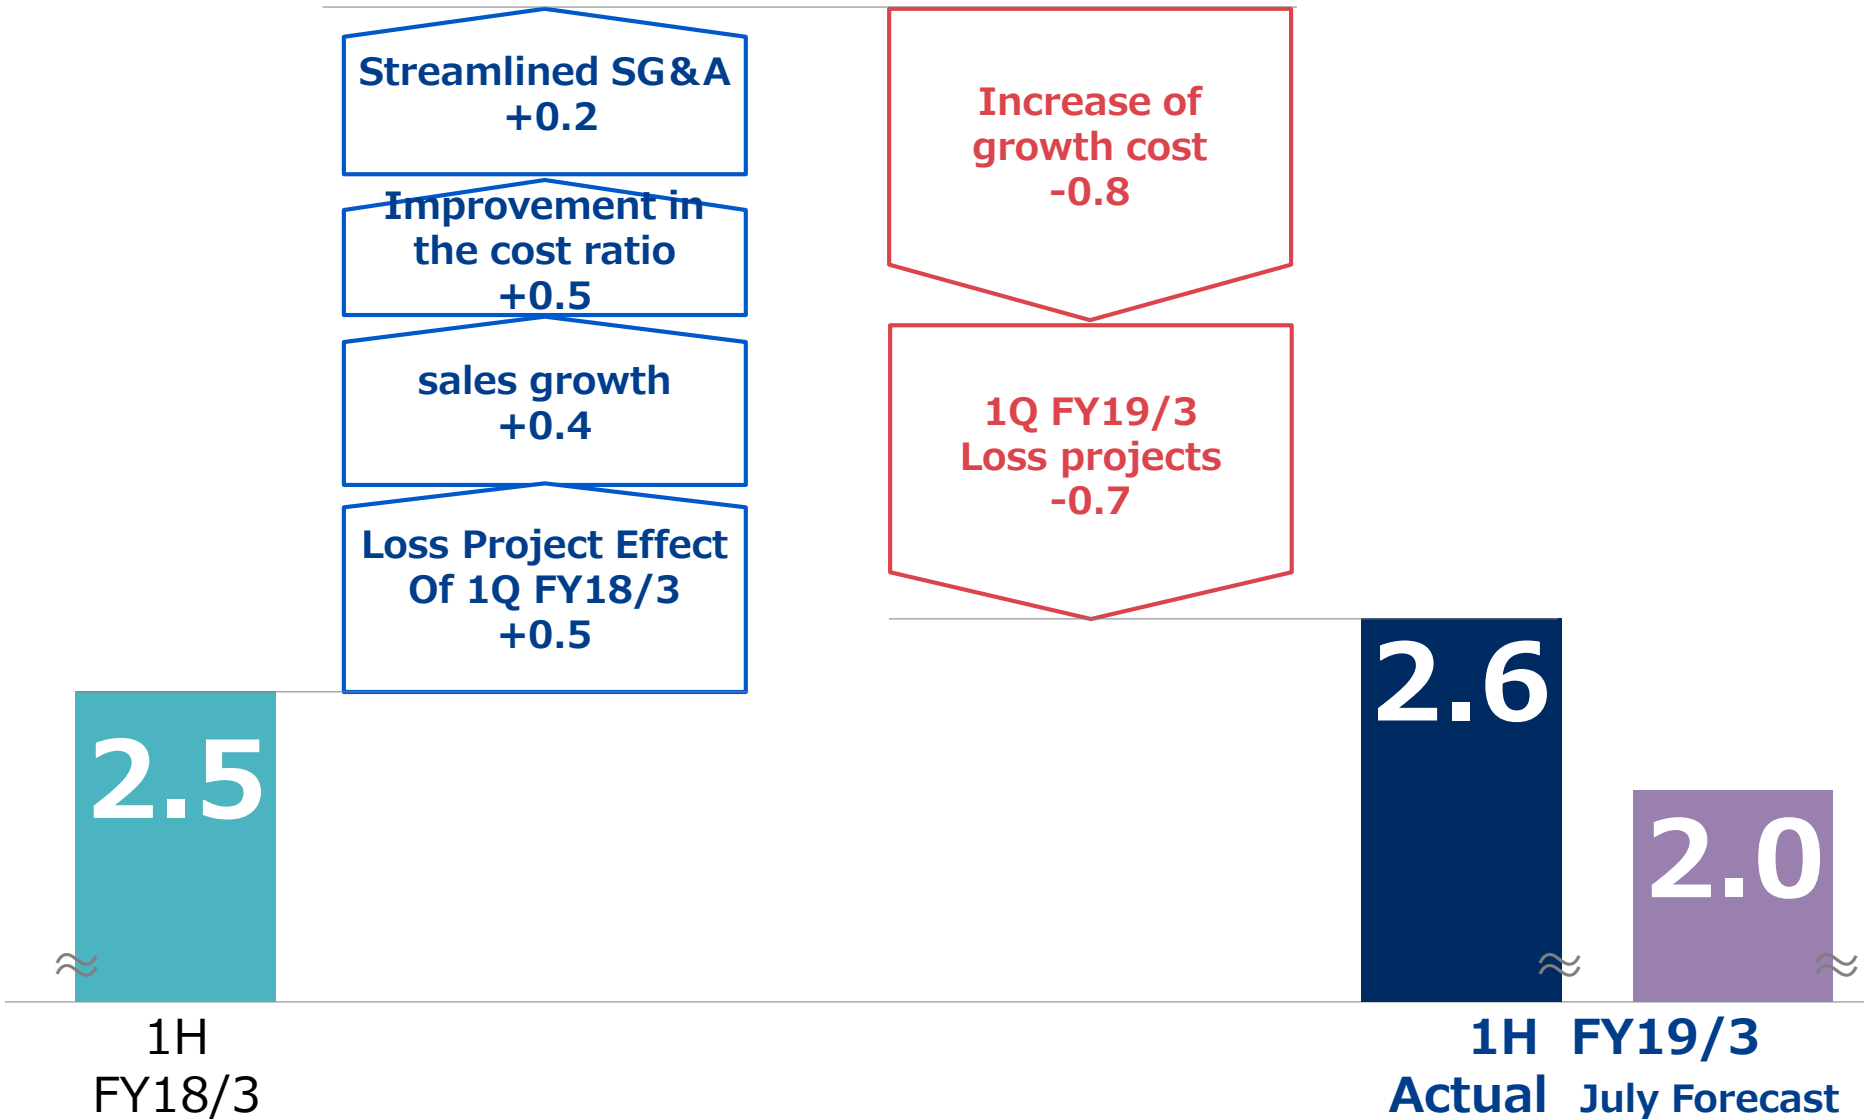 Streamlined SG&A
+0.2
Improvement in
the cost ratio
+0.5
sales growth
+0.4
Loss Project Effect
Of 1Q FY18/3
+0.5
Increase of
growth cost
-0.8
1Q FY19/3
Loss projects
-0.7
2.5
2.6
2.0
1H
FY18/3
1H FY19/3
Actual July Forecast